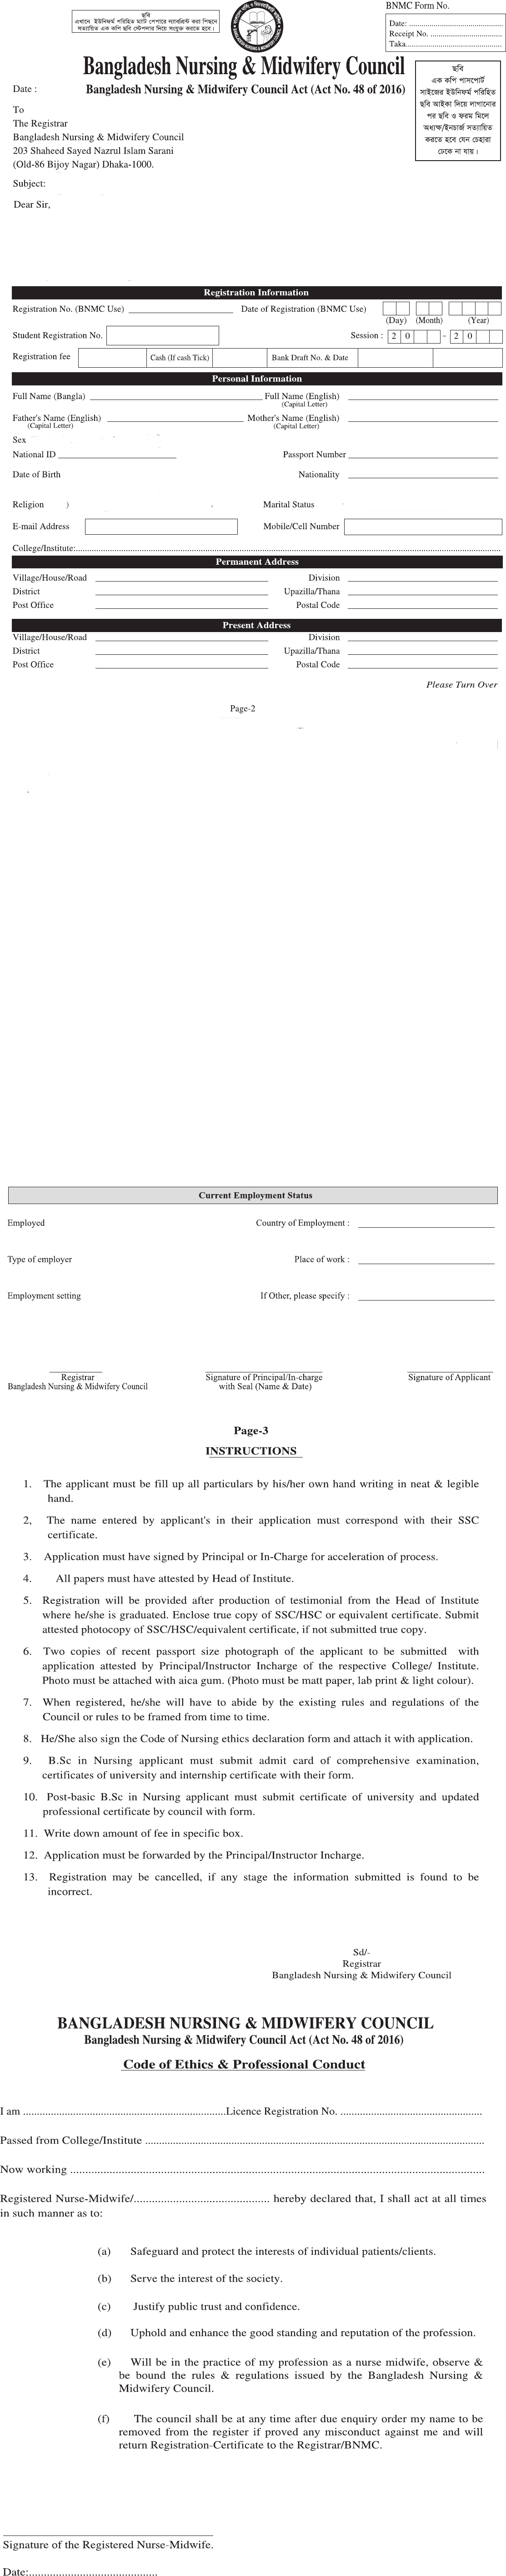 ছবি
এখানে ইউনিফর্ম পরিহিত ম্যাট পেপারে ল্যাবপ্রিন্ট করা পিছনে
সত্যায়িত এক কপি ছবি স্টেপলার দিয়ে সংযুক্ত করতে হবে।
BNMC Form No.
Date:
Receipt No.
Taka
Bangladesh Nursing & Midwifery Council
Date :
Bangladesh Nursing & Midwifery Council Act (Act No. 48 of 2016)
ছবি
এক কপি পাসপোর্ট
সাইজের ইউনিফর্ম পরিহিত
ছবি আইকা দিয়ে লাগানোর
পর ছবি ও ফরম মিলে
অধ্যক্ষ/ইনচার্জ সত্যায়িত
করতে হবে যেন চেহারা
ঢেকে না যায়।
To
The Registrar
Bangladesh Nursing & Midwifery Council
203 Shaheed Sayed Nazrul Islam Sarani
(Old-86 Bijoy Nagar) Dhaka-1000.
Subject:
Dear Sir,
Registration Information
Registration No. (BNMC Use) Date of Registration (BNMC Use)
(Day) (Month) (Year)
Student Registration No. Session : 2 0 - 2 0
Registration fee Cash (If cash Tick) Bank Draft No. & Date
Personal Information
Full Name (Bangla) Full Name (English)
(Capital Letter)
Father's Name (English) Mother's Name (English)
(Capital Letter) (Capital Letter)
Sex
National ID Passport Number
Date of Birth Nationality
Religion ) Marital Status
E-mail Address Mobile/Cell Number
College/Institute:
Permanent Address
Village/House/Road Division
District Upazilla/Thana
Post Office Postal Code
Present Address
Village/House/Road Division
District Upazilla/Thana
Post Office Postal Code
Please Turn Over
Page-2
Current Employment Status
Employed Country of Employment :
Type of employer Place of work :
Employment setting If Other, please specify :
Registrar Signature of Principal/In-charge Signature of Applicant
Bangladesh Nursing & Midwifery Council with Seal (Name & Date)
Page-3
INSTRUCTIONS
1. The applicant must be fill up all particulars by his/her own hand writing in neat & legible
hand.
2, The name entered by applicant's in their application must correspond with their SSC
certificate.
3. Application must have signed by Principal or In-Charge for acceleration of process.
4. All papers must have attested by Head of Institute.
5. Registration will be provided after production of testimonial from the Head of Institute
where he/she is graduated. Enclose true copy of SSC/HSC or equivalent certificate. Submit
attested photocopy of SSC/HSC/equivalent certificate, if not submitted true copy.
6. Two copies of recent passport size photograph of the applicant to be submitted with
application attested by Principal/Instructor Incharge of the respective College/ Institute.
Photo must be attached with aica gum. (Photo must be matt paper, lab print & light colour).
7. When registered, he/she will have to abide by the existing rules and regulations of the
Council or rules to be framed from time to time.
8. He/She also sign the Code of Nursing ethics declaration form and attach it with application.
9. B.Sc in Nursing applicant must submit admit card of comprehensive examination,
certificates of university and internship certificate with their form.
10. Post-basic B.Sc in Nursing applicant must submit certificate of university and updated
professional certificate by council with form.
11. Write down amount of fee in specific box.
12. Application must be forwarded by the Principal/Instructor Incharge.
13. Registration may be cancelled, if any stage the information submitted is found to be
incorrect.
Sd/-
Registrar
Bangladesh Nursing & Midwifery Council
BANGLADESH NURSING & MIDWIFERY COUNCIL
Bangladesh Nursing & Midwifery Council Act (Act No. 48 of 2016)
Code of Ethics & Professional Conduct
I am ........ Licence Registration No. ........
Passed from College/Institute ........
Now working ........
Registered Nurse-Midwife/........ hereby declared that, I shall act at all times
in such manner as to:
(a) Safeguard and protect the interests of individual patients/clients.
(b) Serve the interest of the society.
(c) Justify public trust and confidence.
(d) Uphold and enhance the good standing and reputation of the profession.
(e) Will be in the practice of my profession as a nurse midwife, observe &
be bound the rules & regulations issued by the Bangladesh Nursing &
Midwifery Council.
(f) The council shall be at any time after due enquiry order my name to be
removed from the register if proved any misconduct against me and will
return Registration-Certificate to the Registrar/BNMC.
Signature of the Registered Nurse-Midwife.
Date:........